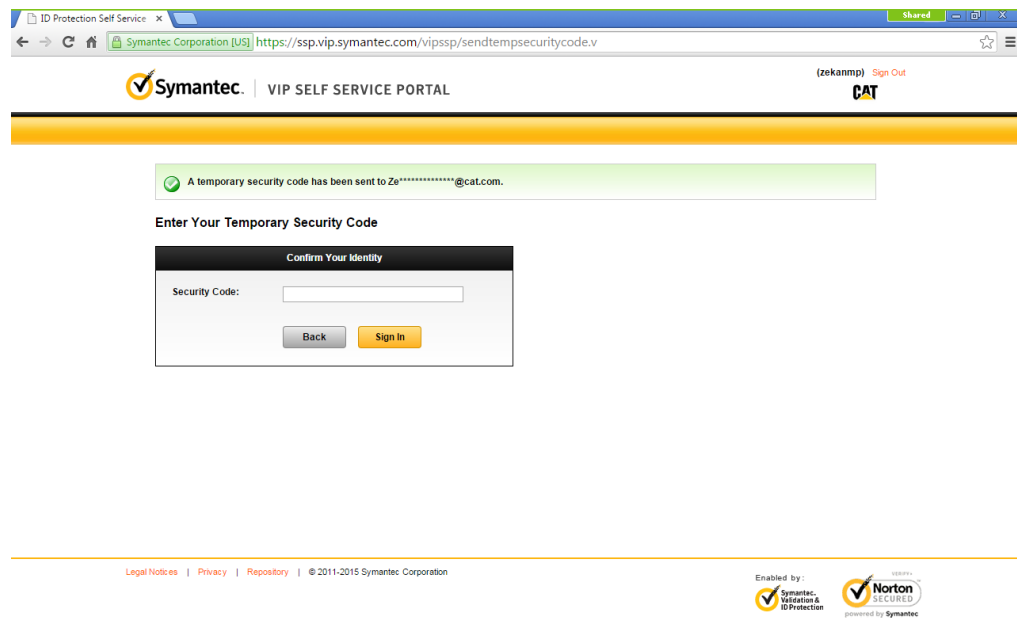 ID Protection Self Service
Shared
Symantec Corporation [US] https://ssp.vip.symantec.com/vipssp/sendtempsecuritycode.v
(zekanmp) Sign Out
Symantec. | VIP SELF SERVICE PORTAL
CAT
A temporary security code has been sent to Ze**************@cat.com.
Enter Your Temporary Security Code
Confirm Your Identity
Security Code:
Back Sign In
Legal Notices | Privacy | Repository | © 2011-2015 Symantec Corporation
Enabled by:
Symantec.
Validation &
ID Protection
VERIFY
Norton
SECURED
powered by Symantec